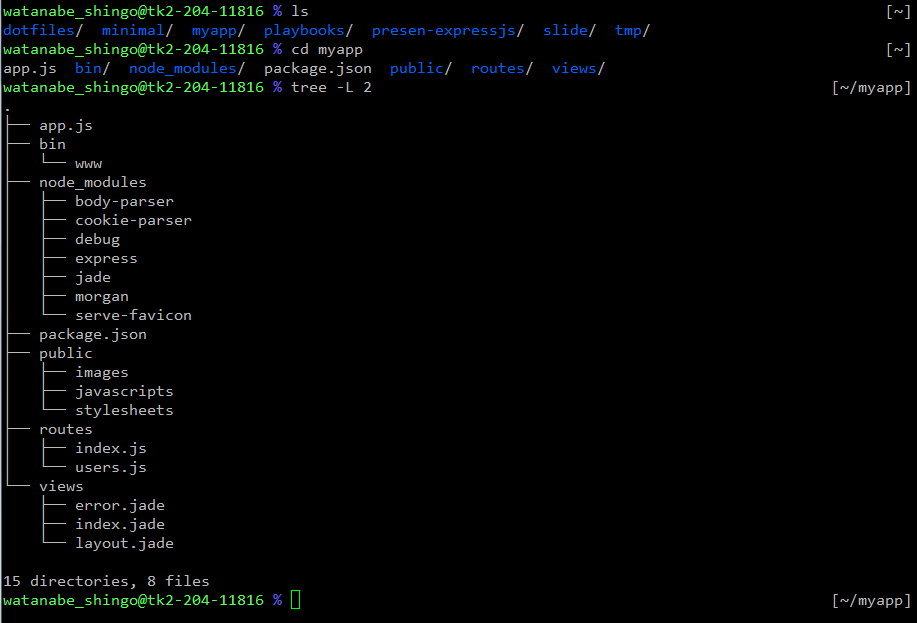 watanabe_shingo@tk2-204-11816 % ls [~]
dotfiles/ minimal/ myapp/ playbooks/ presen-expressjs/ slide/ tmp/
watanabe_shingo@tk2-204-11816 % cd myapp [~]
app.js bin/ node_modules/ package.json public/ routes/ views/
watanabe_shingo@tk2-204-11816 % tree -L 2 [~/myapp]
.
├── app.js
├── bin
│   └── www
├── node_modules
│   ├── body-parser
│   ├── cookie-parser
│   ├── debug
│   ├── express
│   ├── jade
│   ├── morgan
│   └── serve-favicon
├── package.json
├── public
│   ├── images
│   ├── javascripts
│   └── stylesheets
├── routes
│   ├── index.js
│   └── users.js
└── views
    ├── error.jade
    ├── index.jade
    └── layout.jade
15 directories, 8 files
watanabe_shingo@tk2-204-11816 % [~/myapp]